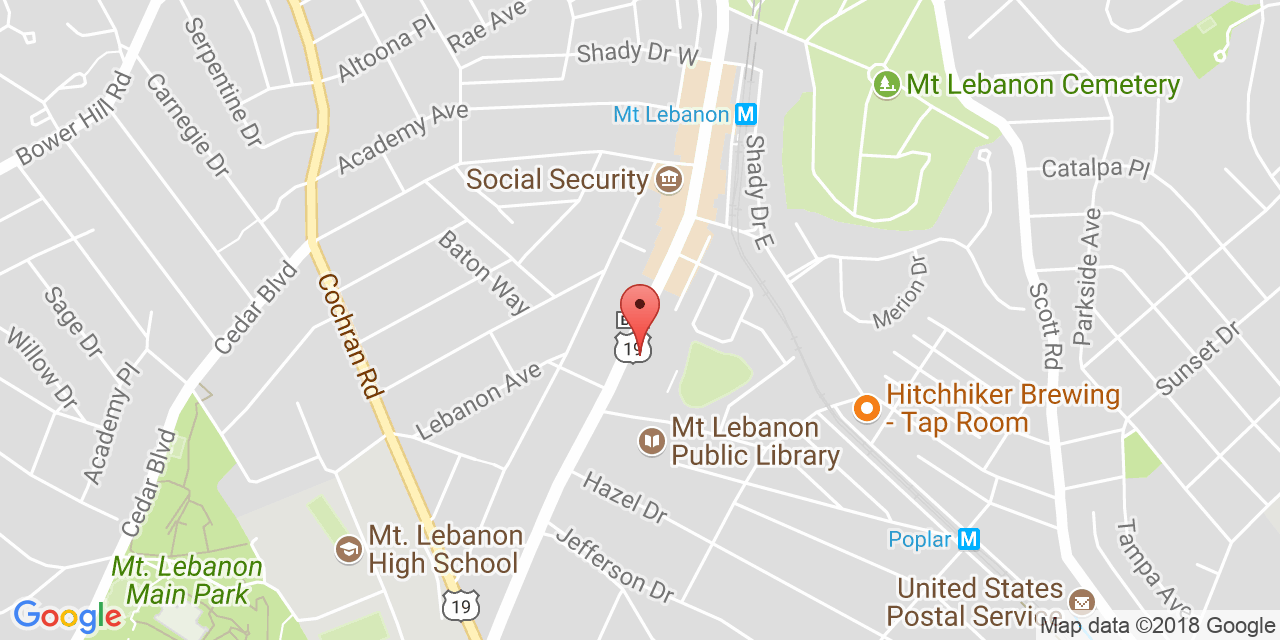 Rae Ave
Altoona Pl
Serpentine Dr
Shady Dr W
Bower Hill Rd
Carnegie Dr
Academy Ave
Mt Lebanon M
Mt Lebanon Cemetery
Social Security
Shady Dr E
Catalpa Pl
Parkside Ave
Baton Way
Cedar Blvd
Merion Dr
Scott Rd
Sage Dr
Willow Dr
Cochran Rd
19
Sunset Dr
Academy Pl
Lebanon Ave
Hitchhiker Brewing
- Tap Room
Mt Lebanon
Public Library
Cedar Blvd
Hazel Dr
Jefferson Dr
Mt. Lebanon
High School
Poplar M
Tampa Ave
Mt. Lebanon
Main Park
19
United States
Postal Service
Google
Map data ©2018 Google